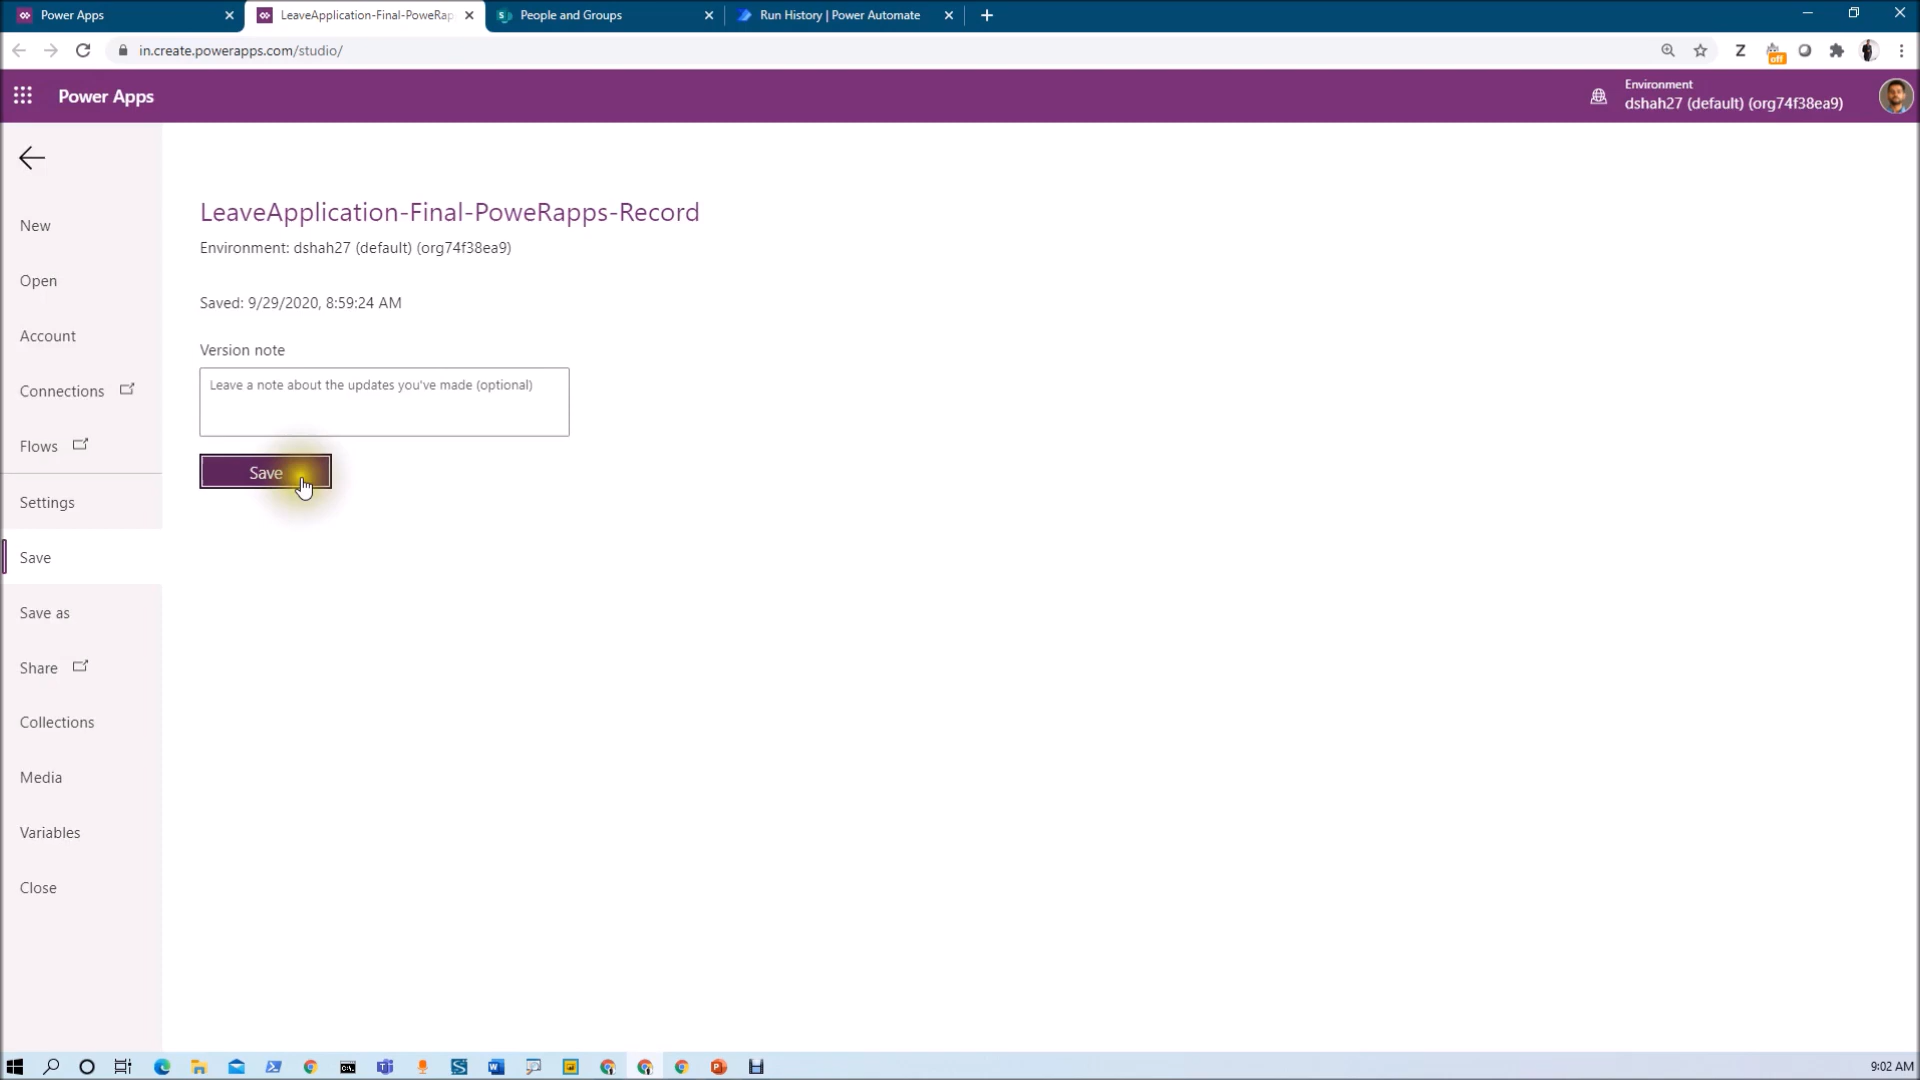 Power Apps
LeaveApplication-Final-PoweRap
People and Groups
Run History | Power Automate
in.create.powerapps.com/studio/
Z
off
Power Apps
Environment
dshah27 (default) (org74f38ea9)
New
Open
Account
Connections
Flows
Settings
Save
Save as
Share
Collections
Media
Variables
Close
LeaveApplication-Final-PoweRapps-Record
Environment: dshah27 (default) (org74f38ea9)
Saved: 9/29/2020, 8:59:24 AM
Version note
Leave a note about the updates you've made (optional)
Save
9:02 AM